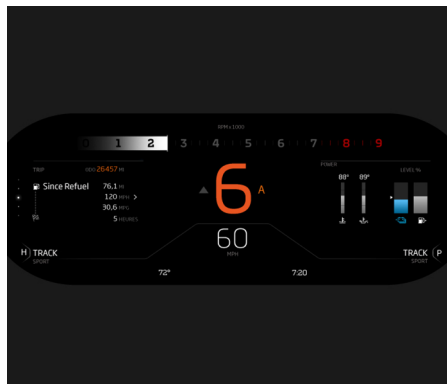 RPM x 1000
0 1 2 3 4 5 6 7 8 9
TRIP ODO 26457 MI
Since Refuel 76,1 MI
120 MPH
30,6 MPG
5 HEURES
6 A
60
MPH
POWER LEVEL %
88° 89°
H TRACK
SPORT
TRACK P
SPORT
72° 7:20